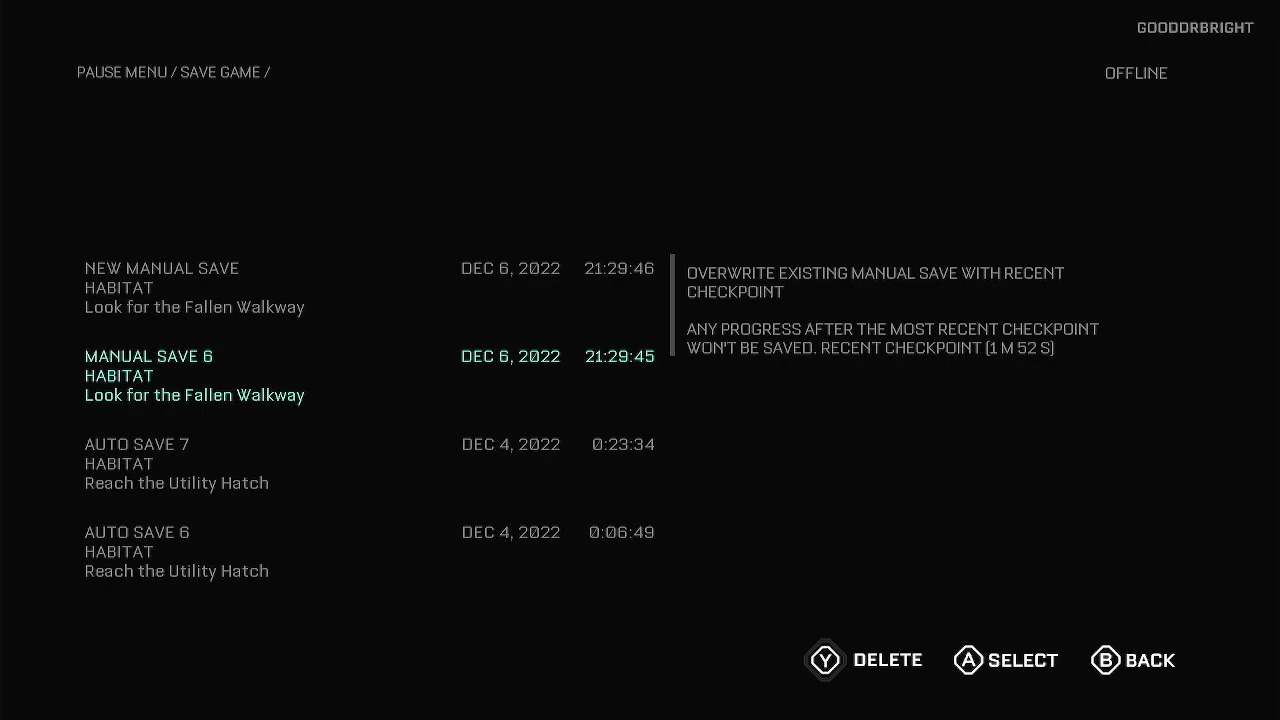 GOODDRBRIGHT
PAUSE MENU / SAVE GAME /
OFFLINE
NEW MANUAL SAVE DEC 6, 2022 21:29:46
HABITAT
Look for the Fallen Walkway
MANUAL SAVE 6 DEC 6, 2022 21:29:45
HABITAT
Look for the Fallen Walkway
AUTO SAVE 7 DEC 4, 2022 0:23:34
HABITAT
Reach the Utility Hatch
AUTO SAVE 6 DEC 4, 2022 0:06:49
HABITAT
Reach the Utility Hatch
OVERWRITE EXISTING MANUAL SAVE WITH RECENT
CHECKPOINT
ANY PROGRESS AFTER THE MOST RECENT CHECKPOINT
WON'T BE SAVED. RECENT CHECKPOINT (1 M 52 S)
Y DELETE A SELECT B BACK